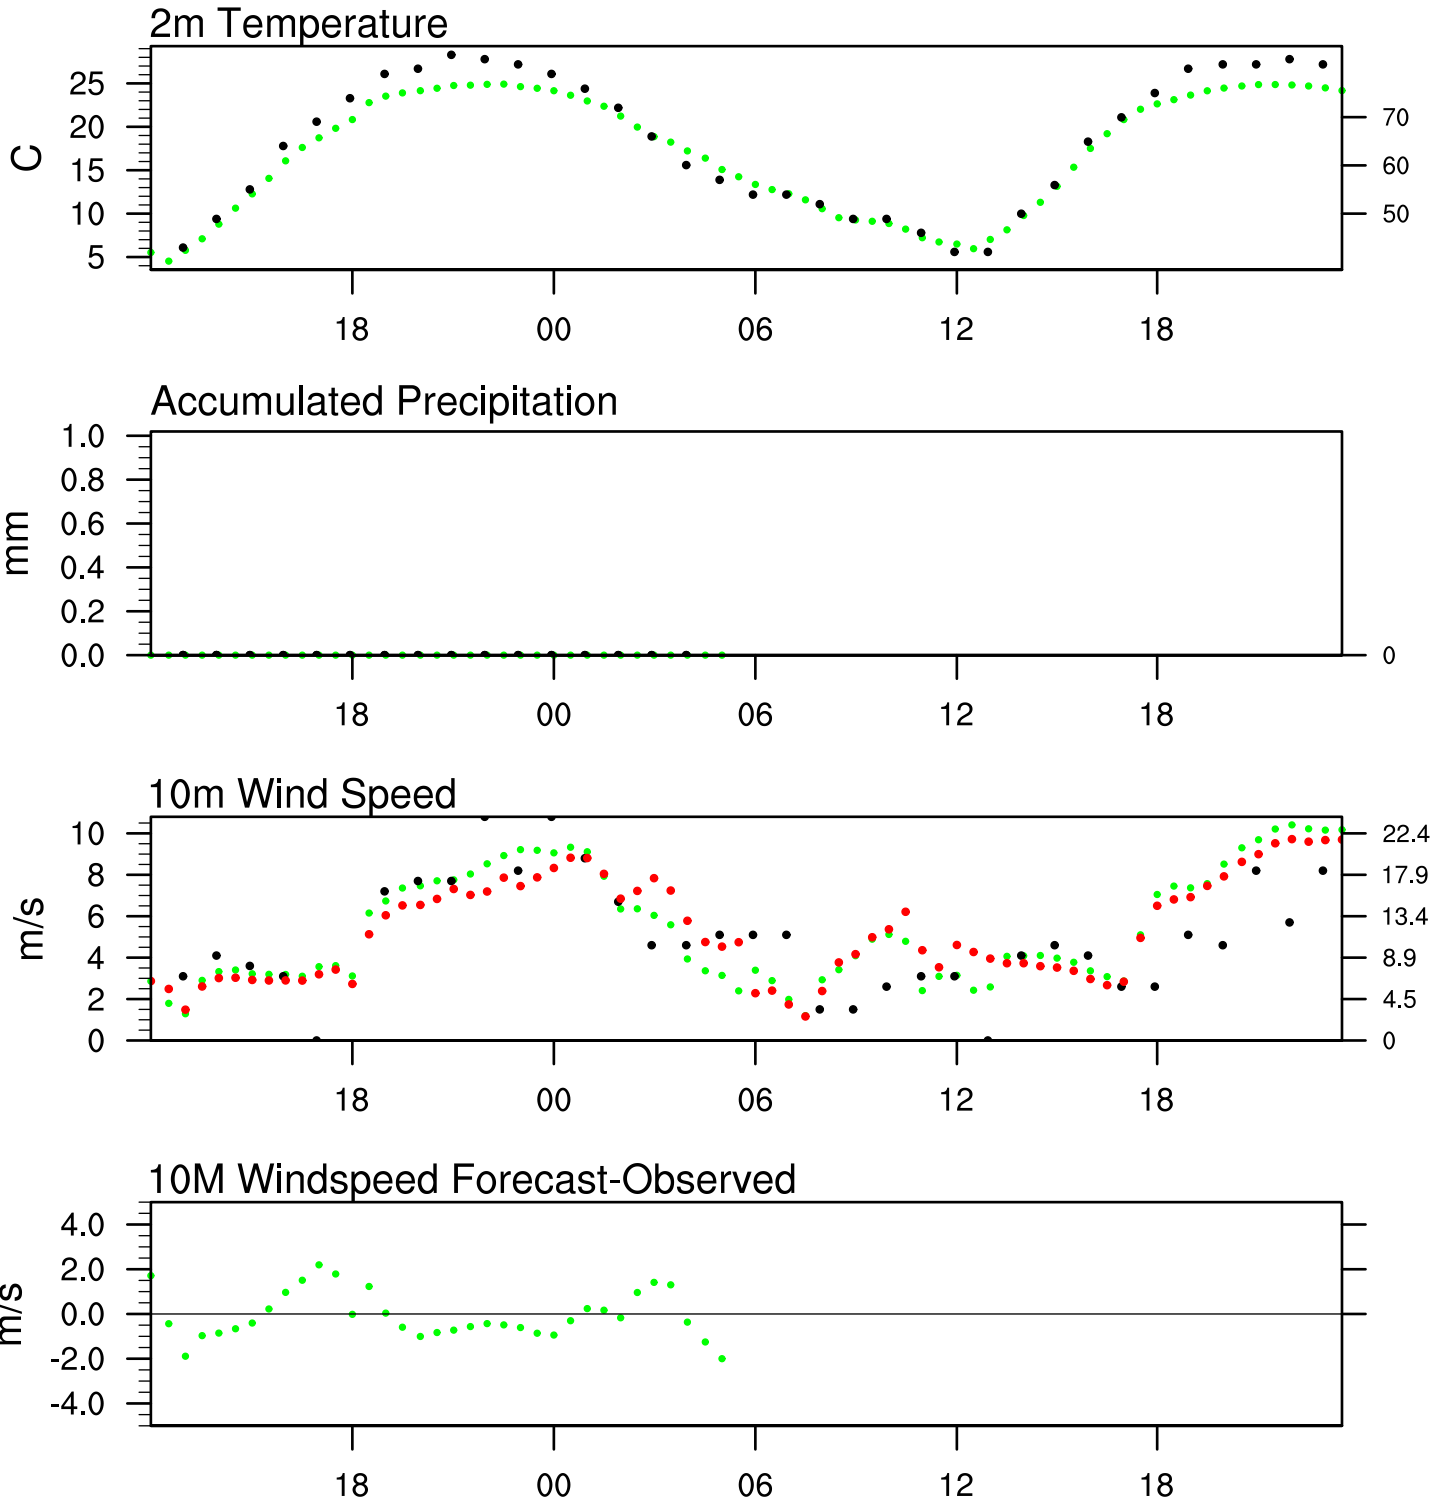 2m Temperature
C
25
20
15
10
5
70
60
50
18 00 06 12 18
Accumulated Precipitation
mm
1.0
0.8
0.6
0.4
0.2
0.0
0
18 00 06 12 18
10m Wind Speed
m/s
10
8
6
4
2
0
22.4
17.9
13.4
8.9
4.5
0
18 00 06 12 18
10M Windspeed Forecast-Observed
m/s
4.0
2.0
0.0
-2.0
-4.0
18 00 06 12 18